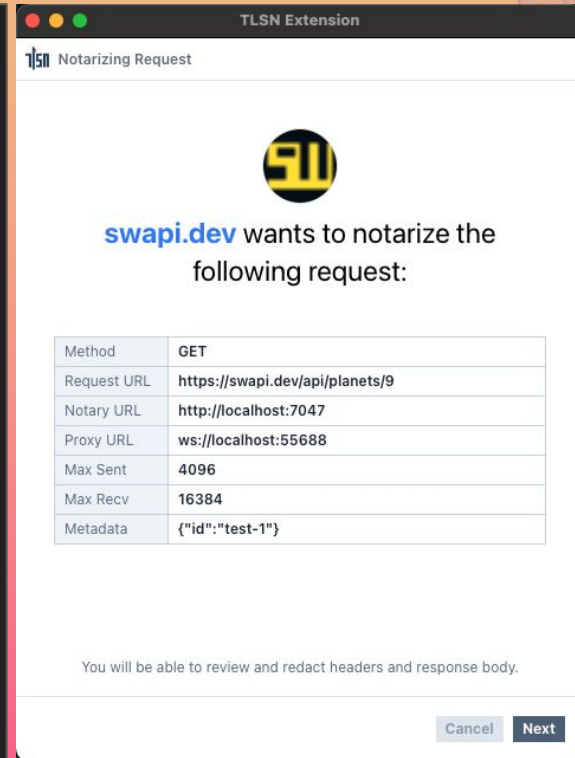 TLSN Extension
TLSN Notarizing Request
SW
swapi.dev wants to notarize the
following request:
Method GET
Request URL https://swapi.dev/api/planets/9
Notary URL http://localhost:7047
Proxy URL ws://localhost:55688
Max Sent 4096
Max Recv 16384
Metadata {"id":"test-1"}
You will be able to review and redact headers and response body.
Cancel Next